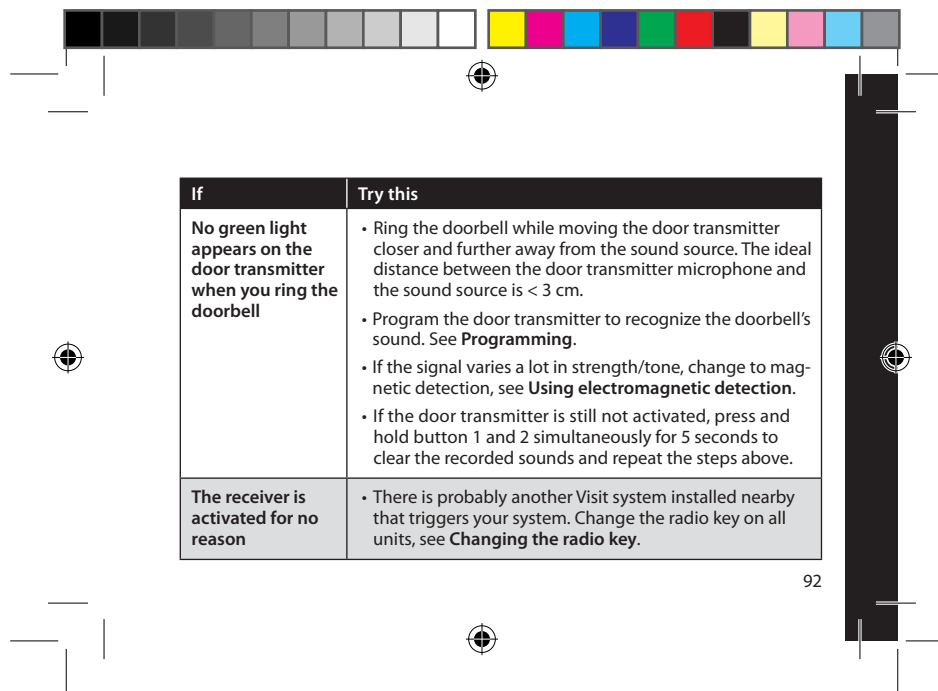 If
Try this
No green light
appears on the
door transmitter
when you ring the
doorbell
• Ring the doorbell while moving the door transmitter
closer and further away from the sound source. The ideal
distance between the door transmitter microphone and
the sound source is < 3 cm.
• Program the door transmitter to recognize the doorbell’s
sound. See Programming.
• If the signal varies a lot in strength/tone, change to mag-
netic detection, see Using electromagnetic detection.
• If the door transmitter is still not activated, press and
hold button 1 and 2 simultaneously for 5 seconds to
clear the recorded sounds and repeat the steps above.
The receiver is
activated for no
reason
• There is probably another Visit system installed nearby
that triggers your system. Change the radio key on all
units, see Changing the radio key.
92